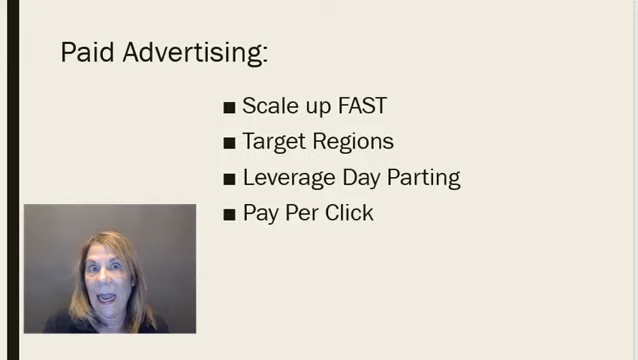 Paid Advertising:
■ Scale up FAST
■ Target Regions
■ Leverage Day Parting
■ Pay Per Click